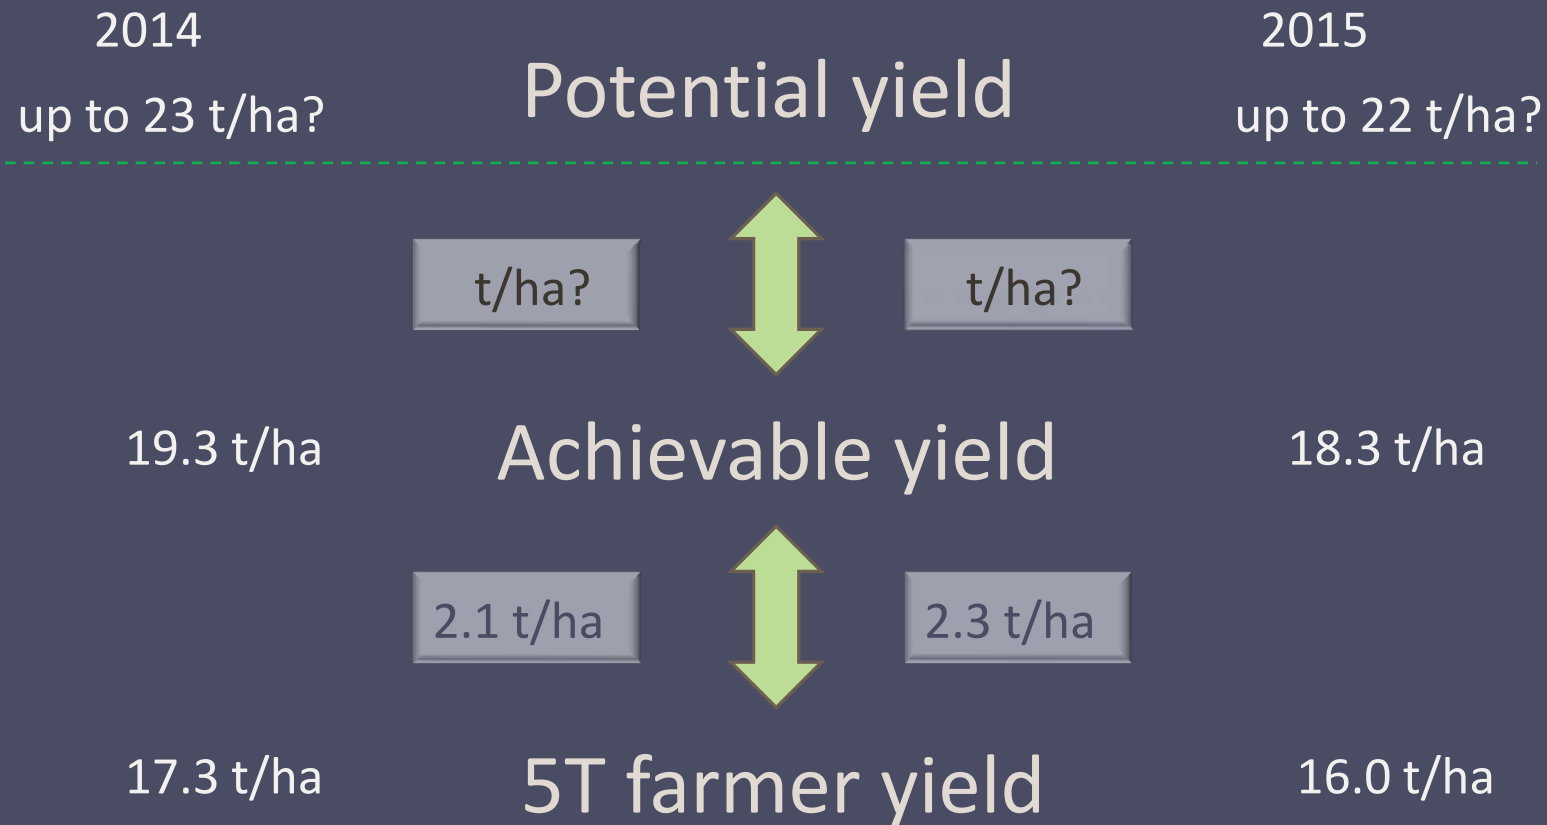 2014
2015
Potential yield
up to 23 t/ha?
up to 22 t/ha?
t/ha?
t/ha?
19.3 t/ha
Achievable yield
18.3 t/ha
2.1 t/ha
2.3 t/ha
17.3 t/ha
5T farmer yield
16.0 t/ha